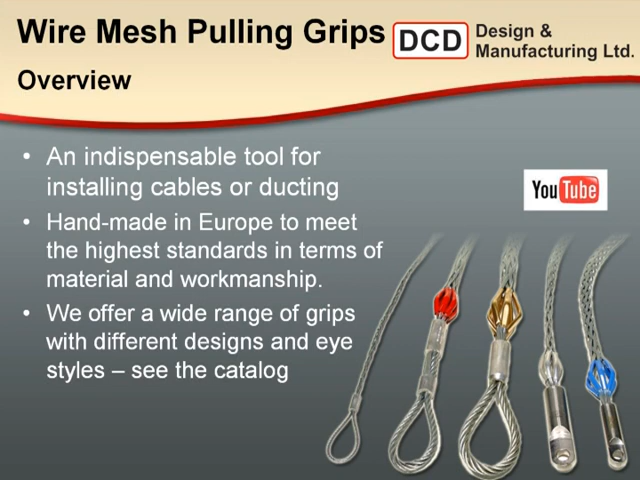 Wire Mesh Pulling Grips
DCD
Design &
Manufacturing Ltd.
Overview
• An indispensable tool for
installing cables or ducting
• Hand-made in Europe to meet
the highest standards in terms of
material and workmanship.
• We offer a wide range of grips
with different designs and eye
styles – see the catalog
YouTube